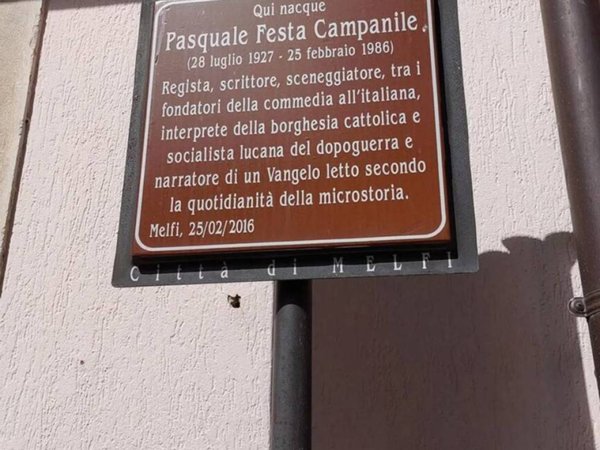 Qui nacque
Pasquale Festa Campanile
(28 luglio 1927 - 25 febbraio 1986)
Regista, scrittore, sceneggiatore, tra i
fondatori della commedia all'italiana,
interprete della borghesia cattolica e
socialista lucana del dopoguerra e
narratore di un Vangelo letto secondo
la quotidianità della microstoria.
Melfi, 25/02/2016
Città di MELFI